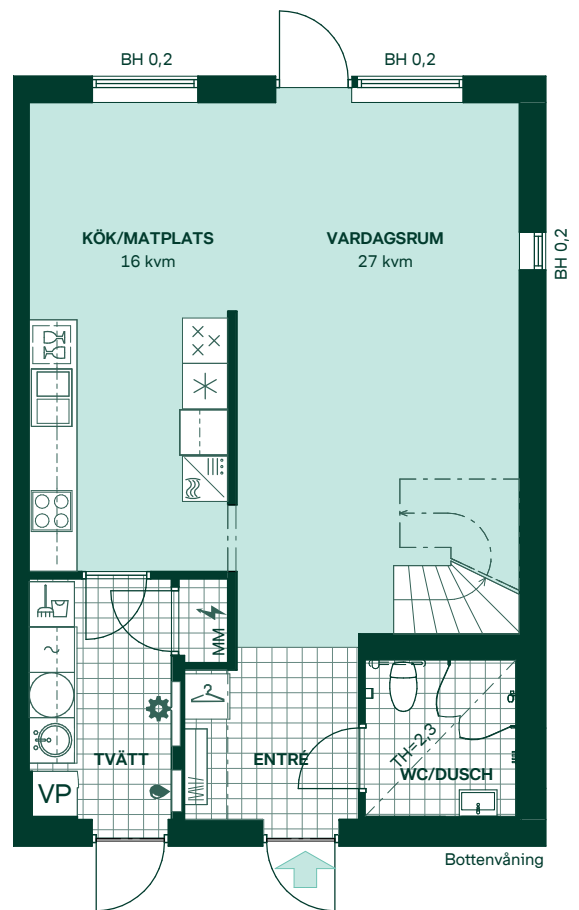 BH 0,2
BH 0,2
KÖK/MATPLATS
16 kvm
VARDAGSRUM
27 kvm
BH 0,2
MM
TH=2,3
TVÄTT
ENTRÉ
WC/DUSCH
VP
Bottenvåning